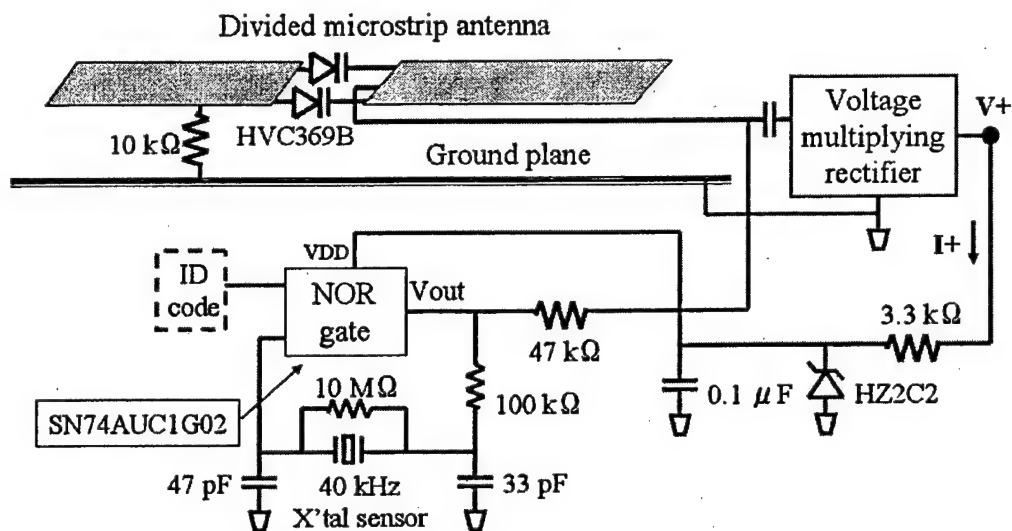 Divided microstrip antenna
HVC369B
10 kΩ
Ground plane
Voltage
multiplying
rectifier
V+
I+
VDD
ID
code
NOR
gate
Vout
47 kΩ
3.3 kΩ
10 MΩ
100 kΩ
0.1 μF
HZ2C2
SN74AUC1G02
47 pF
40 kHz
33 pF
X'tal sensor